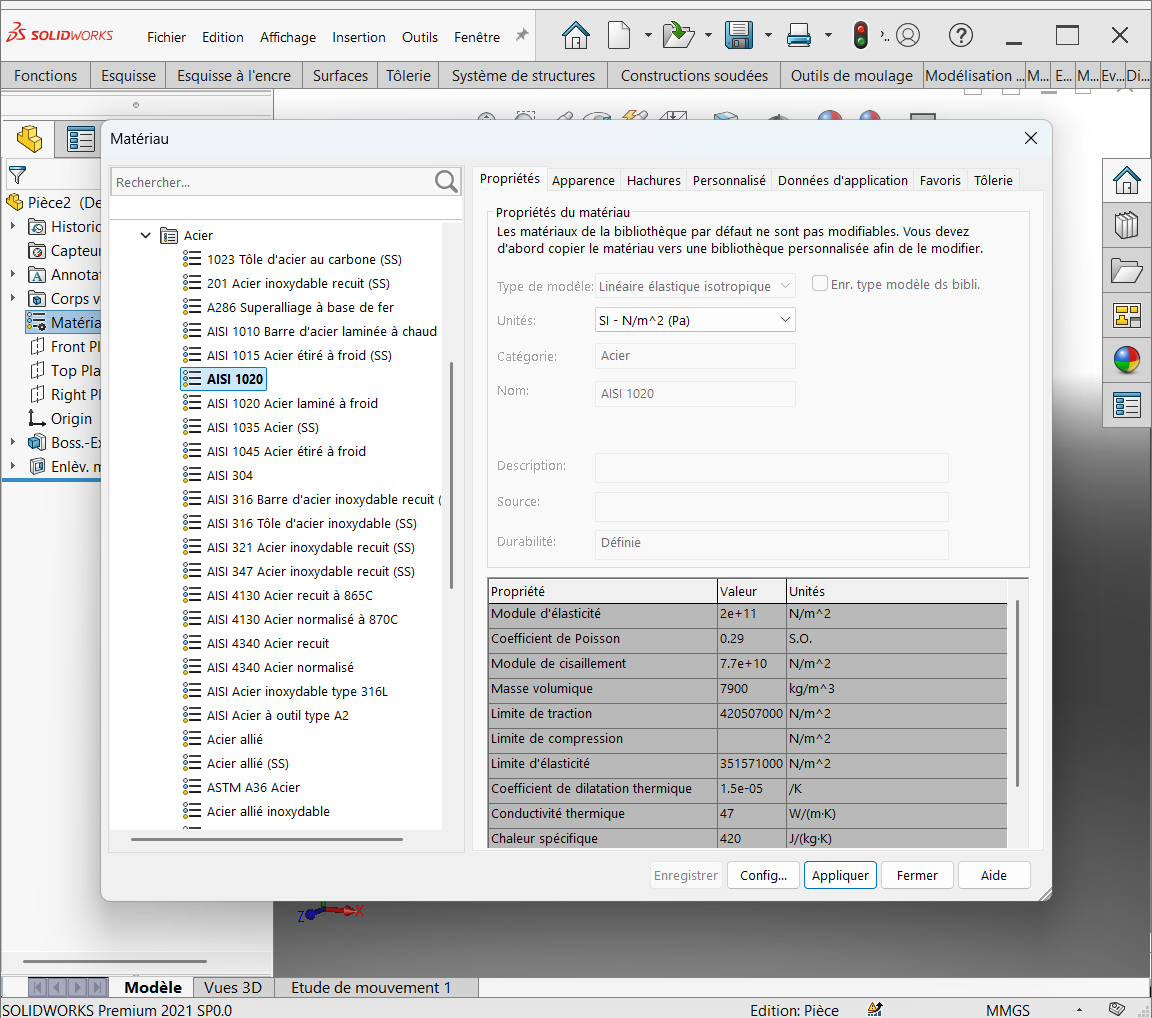 SOLIDWORKS
Fichier Edition Affichage Insertion Outils Fenêtre
Fonctions Esquisse Esquisse à l'encre Surfaces Tôlerie Système de structures Constructions soudées Outils de moulage Modélisation ... M... E... M... Ev... Di...
Matériau
Pièce2 (De
Historic
Capteu
Annotat
Corps v
Matéria
Front Pl
Top Pla
Right P
Origin
Boss.-Ex
Enlèv. m
Rechercher...
Acier
1023 Tôle d'acier au carbone (SS)
201 Acier inoxydable recuit (SS)
A286 Superalliage à base de fer
AISI 1010 Barre d'acier laminée à chaud
AISI 1015 Acier étiré à froid (SS)
AISI 1020
AISI 1020 Acier laminé à froid
AISI 1035 Acier (SS)
AISI 1045 Acier étiré à froid
AISI 304
AISI 316 Barre d'acier inoxydable recuit (
AISI 316 Tôle d'acier inoxydable (SS)
AISI 321 Acier inoxydable recuit (SS)
AISI 347 Acier inoxydable recuit (SS)
AISI 4130 Acier recuit à 865C
AISI 4130 Acier normalisé à 870C
AISI 4340 Acier recuit
AISI 4340 Acier normalisé
AISI Acier inoxydable type 316L
AISI Acier à outil type A2
Acier allié
Acier allié (SS)
ASTM A36 Acier
Acier allié inoxydable
Propriétés Apparence Hachures Personnalisé Données d'application Favoris Tôlerie
Propriétés du matériau
Les matériaux de la bibliothèque par défaut ne sont pas modifiables. Vous devez
d'abord copier le matériau vers une bibliothèque personnalisée afin de le modifier.
Type de modèle: Linéaire élastique isotropique Enr. type modèle ds bibli.
Unités: SI - N/m^2 (Pa)
Catégorie: Acier
Nom: AISI 1020
Description:
Source:
Durabilité: Définie
Propriété Valeur Unités
Module d'élasticité 2e+11 N/m^2
Coefficient de Poisson 0.29 S.O.
Module de cisaillement 7.7e+10 N/m^2
Masse volumique 7900 kg/m^3
Limite de traction 420507000 N/m^2
Limite de compression N/m^2
Limite d'élasticité 351571000 N/m^2
Coefficient de dilatation thermique 1.5e-05 /K
Conductivité thermique 47 W/(m·K)
Chaleur spécifique 420 J/(kg·K)
Enregistrer Config... Appliquer Fermer Aide
Z X
Modèle Vues 3D Etude de mouvement 1
SOLIDWORKS Premium 2021 SP0.0 Edition: Pièce MMGS